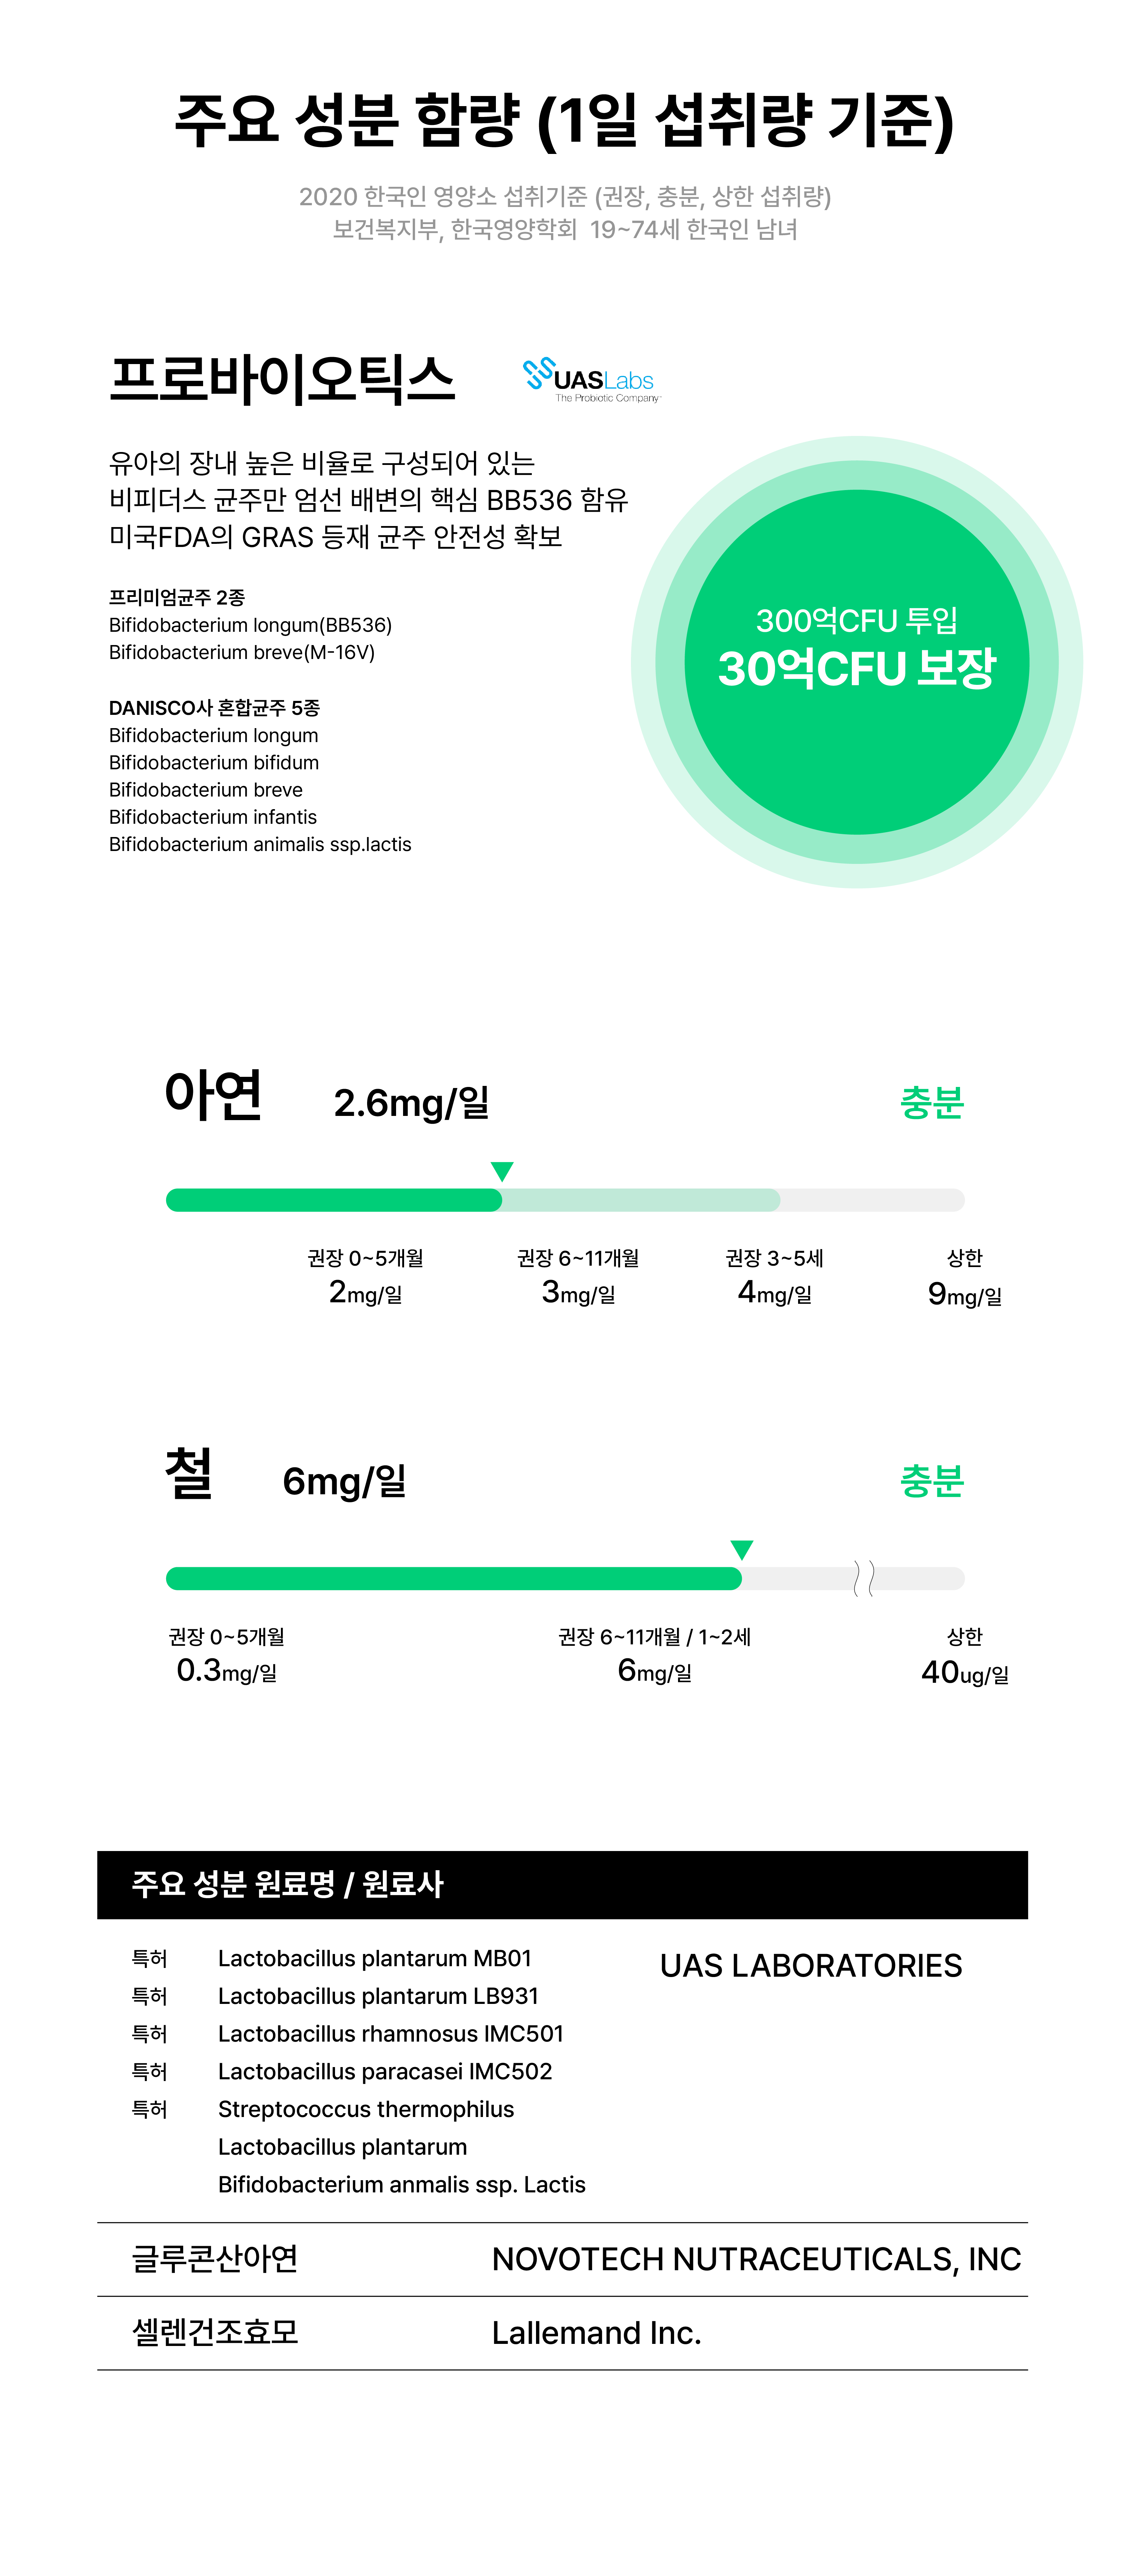 주요 성분 함량 (1일 섭취량 기준)
2020 한국인 영양소 섭취기준 (권장, 충분, 상한 섭취량)
보건복지부, 한국영양학회 19~74세 한국인 남녀
프로바이오틱스
UASLabs
The Probiotic Company™
유아의 장내 높은 비율로 구성되어 있는
비피더스 균주만 엄선 배변의 핵심 BB536 함유
미국FDA의 GRAS 등재 균주 안전성 확보
프리미엄균주 2종
Bifidobacterium longum(BB536)
Bifidobacterium breve(M-16V)
DANISCO사 혼합균주 5종
Bifidobacterium longum
Bifidobacterium bifidum
Bifidobacterium breve
Bifidobacterium infantis
Bifidobacterium animalis ssp.lactis
300억CFU 투입
30억CFU 보장
아연 2.6mg/일 충분
권장 0~5개월 권장 6~11개월 권장 3~5세 상한
2mg/일 3mg/일 4mg/일 9mg/일
철 6mg/일 충분
권장 0~5개월 권장 6~11개월 / 1~2세 상한
0.3mg/일 6mg/일 40ug/일
주요 성분 원료명 / 원료사
특허 Lactobacillus plantarum MB01 UAS LABORATORIES
특허 Lactobacillus plantarum LB931
특허 Lactobacillus rhamnosus IMC501
특허 Lactobacillus paracasei IMC502
특허 Streptococcus thermophilus
Lactobacillus plantarum
Bifidobacterium anmalis ssp. Lactis
글루콘산아연 NOVOTECH NUTRACEUTICALS, INC
셀렌건조효모 Lallemand Inc.